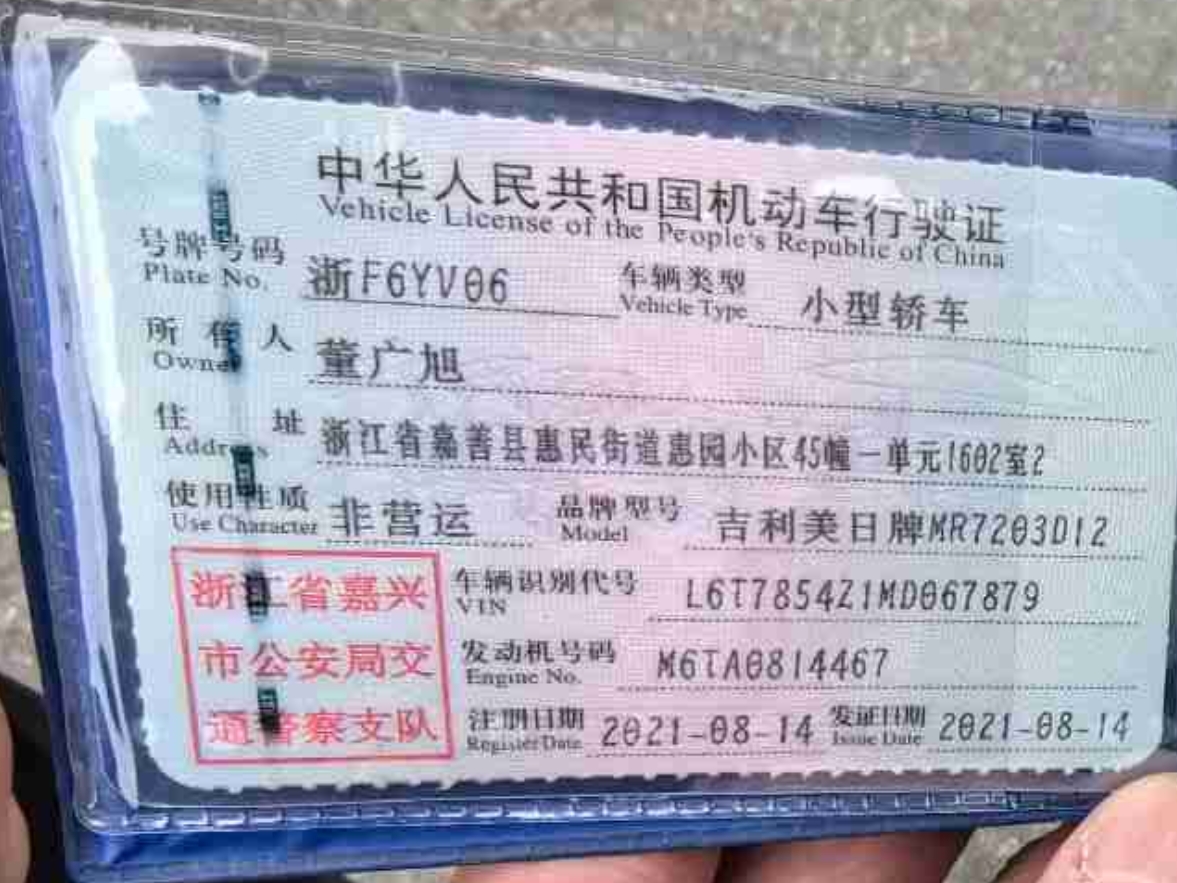 中华人民共和国机动车行驶证
Vehicle License of the People's Republic of China
号牌号码 浙F6YV06 车辆类型 小型轿车
Plate No. Vehicle Type
所有人 董广旭
Owner
住址 浙江省嘉善县惠民街道惠园小区45幢一单元1602室2
Address
使用性质 非营运 品牌型号 吉利美日牌MR7203D12
Use Character Model
浙江省嘉兴
市公安局交
通警察支队
车辆识别代号 L6T7854Z1MD067879
VIN
发动机号码 M6TA0814467
Engine No.
注册日期 2021-08-14 发证日期 2021-08-14
Register Date Issue Date